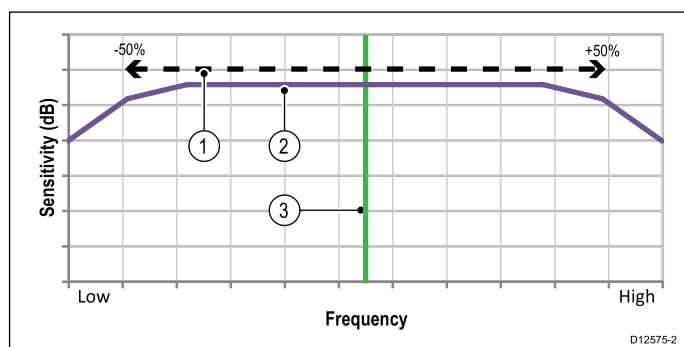 -50%
+50%
1
2
3
Sensitivity (dB)
Low
High
Frequency
D12575-2